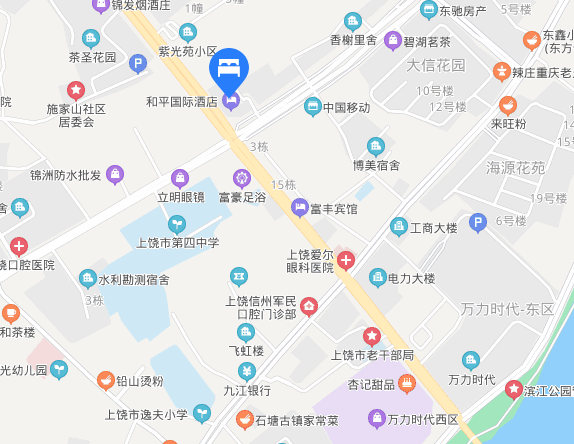 锦发烟酒庄
1幢
5号楼
东驰房产
茶圣花园
紫光苑小区
香榭里舍
碧湖茗茶
东鑫小
(东方
P
大信花园
辣庄重庆老
施家山社区
居委会
和平国际酒店
中国移动
10号楼
12号楼
来旺粉
院
3栋
锦洲防水批发
博美宿舍
海源花苑
立明眼镜
富豪足浴
15栋
19号楼
舍
富丰宾馆
工商大楼
P
6号楼
上饶市第四中学
口腔医院
上饶爱尔
眼科医院
水利勘测宿舍
电力大楼
3栋
上饶信州军民
口腔门诊部
万力时代-东区
和茶楼
飞虹楼
上饶市老干部局
光幼儿园
铅山烫粉
九江银行
杏记甜品
万力时代
滨江公园
上饶市逸夫小学
石塘古镇家常菜
万力时代西区